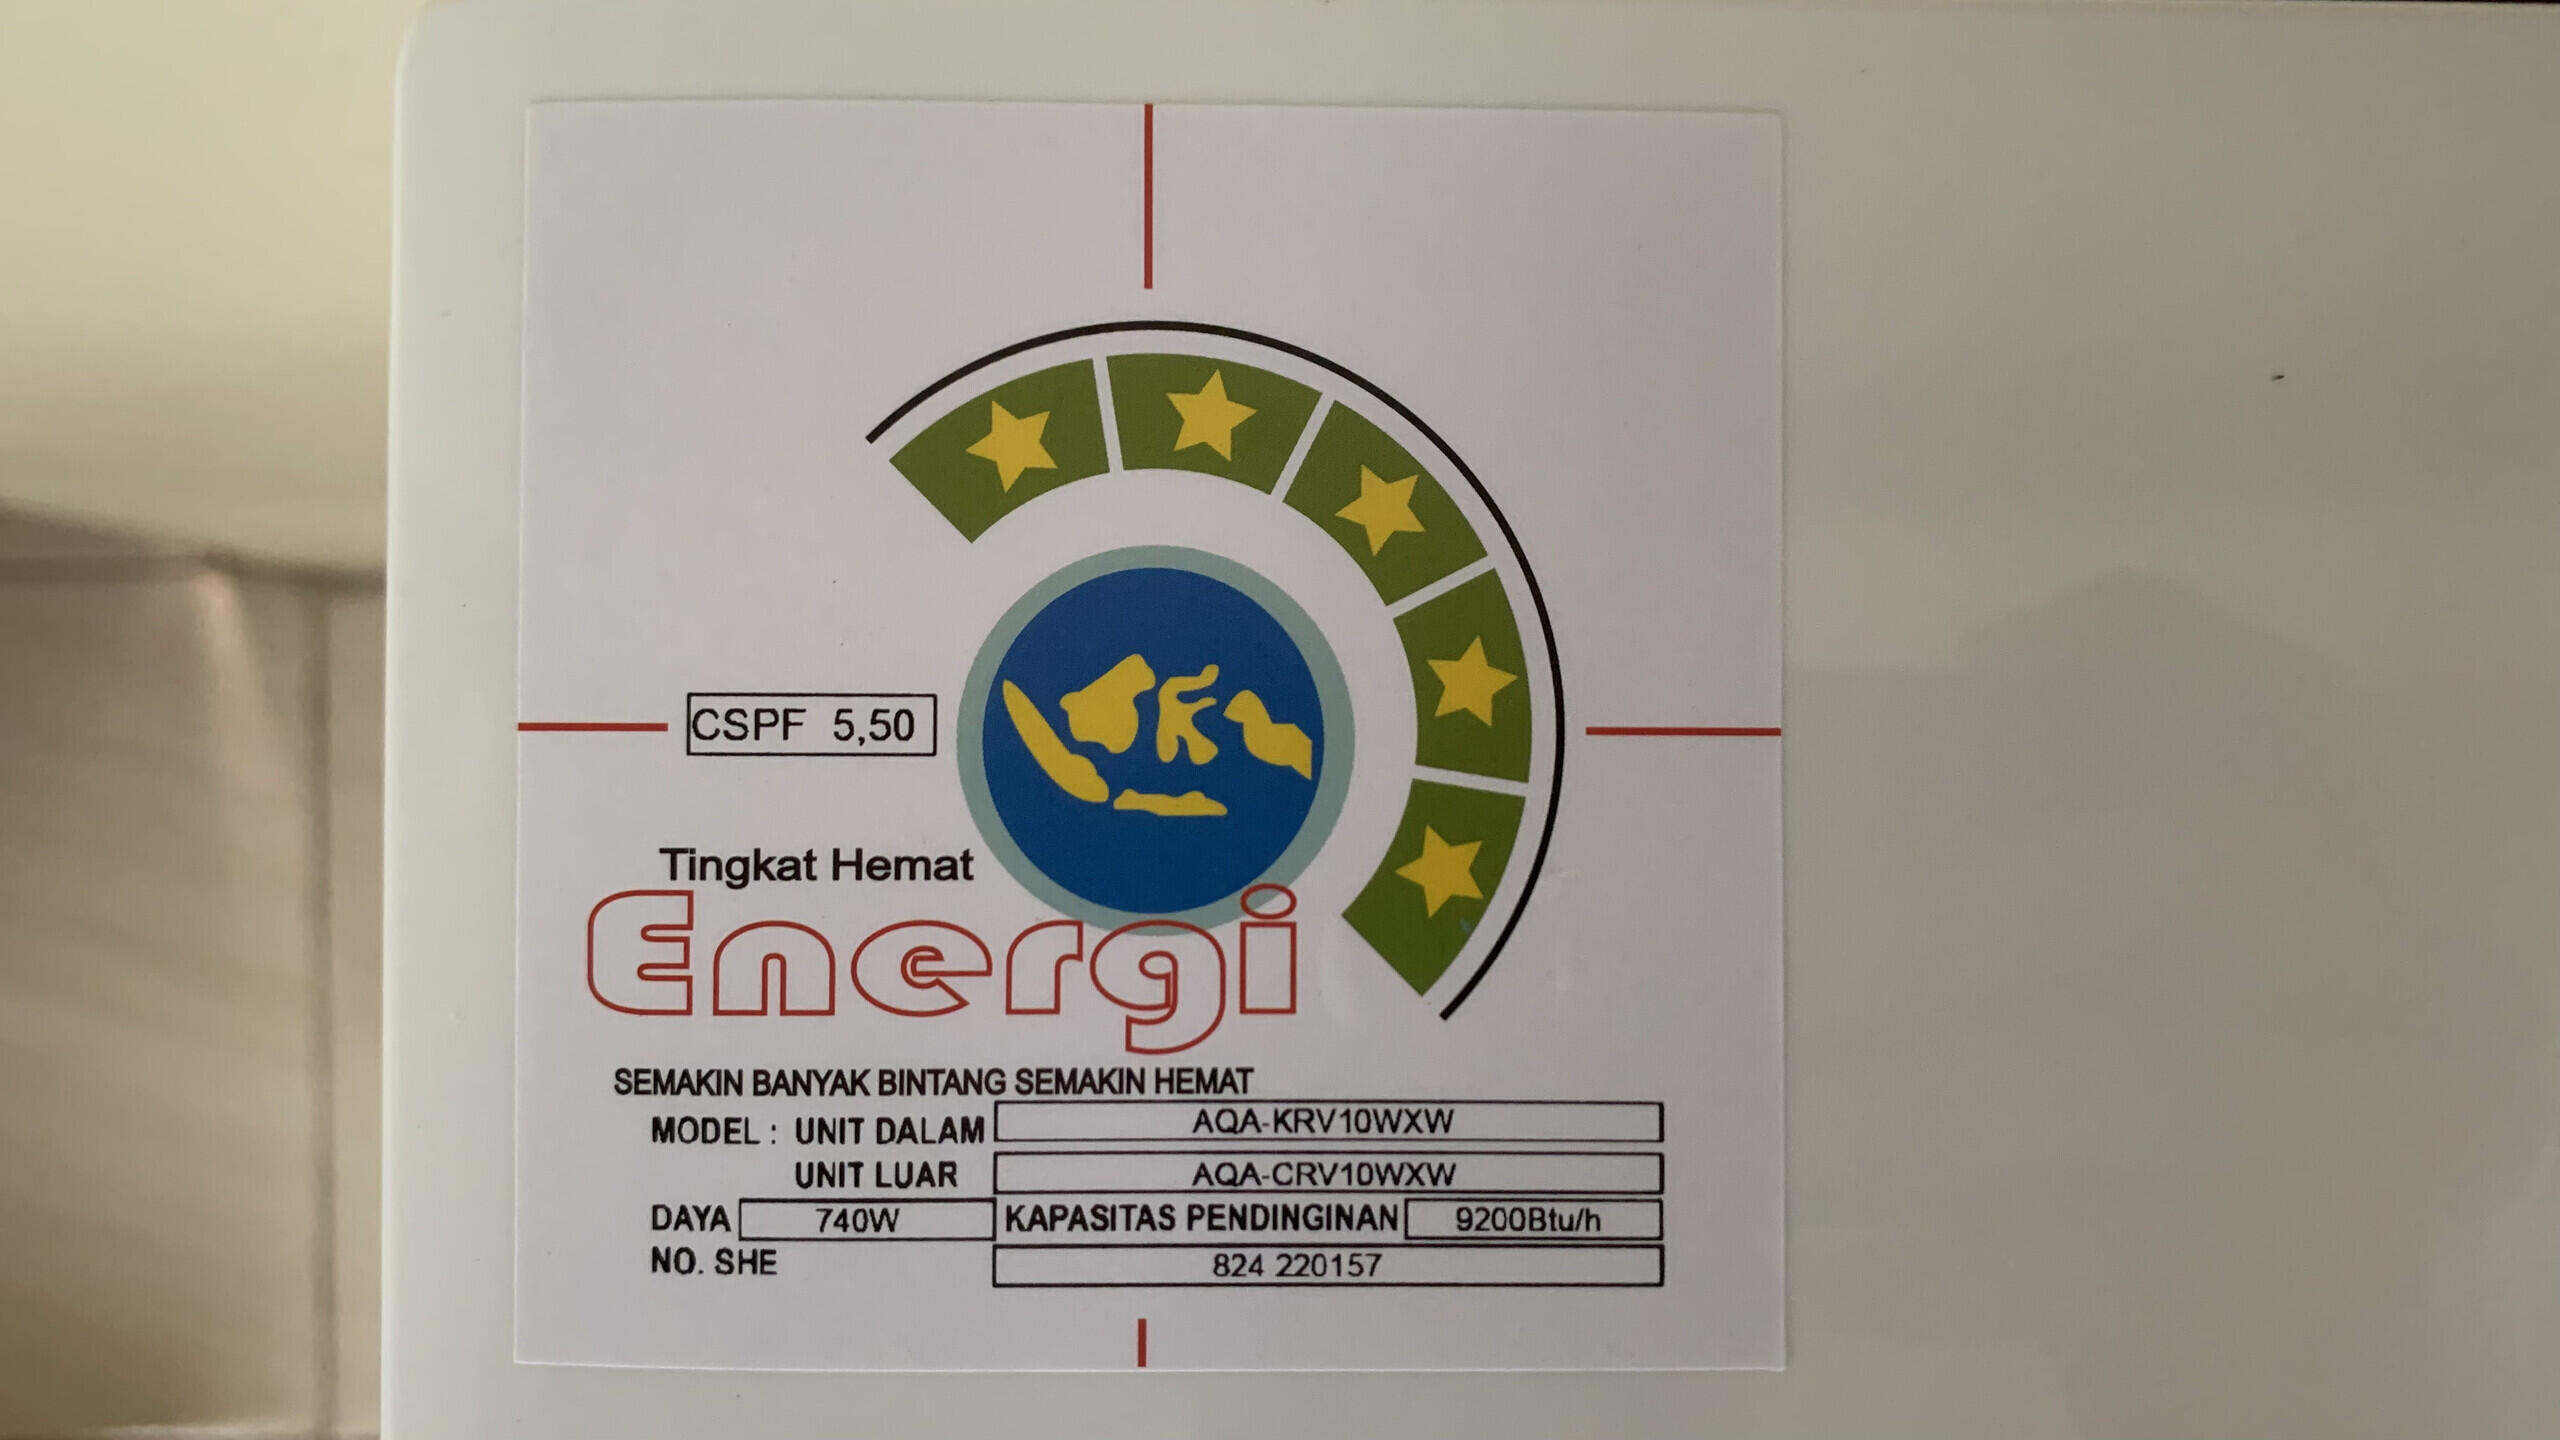 CSPF 5,50
Tingkat Hemat
Energi
SEMAKIN BANYAK BINTANG SEMAKIN HEMAT
MODEL : UNIT DALAM AQA-KRV10WXW
UNIT LUAR AQA-CRV10WXW
DAYA 740W KAPASITAS PENDINGINAN 9200Btu/h
NO. SHE 824 220157